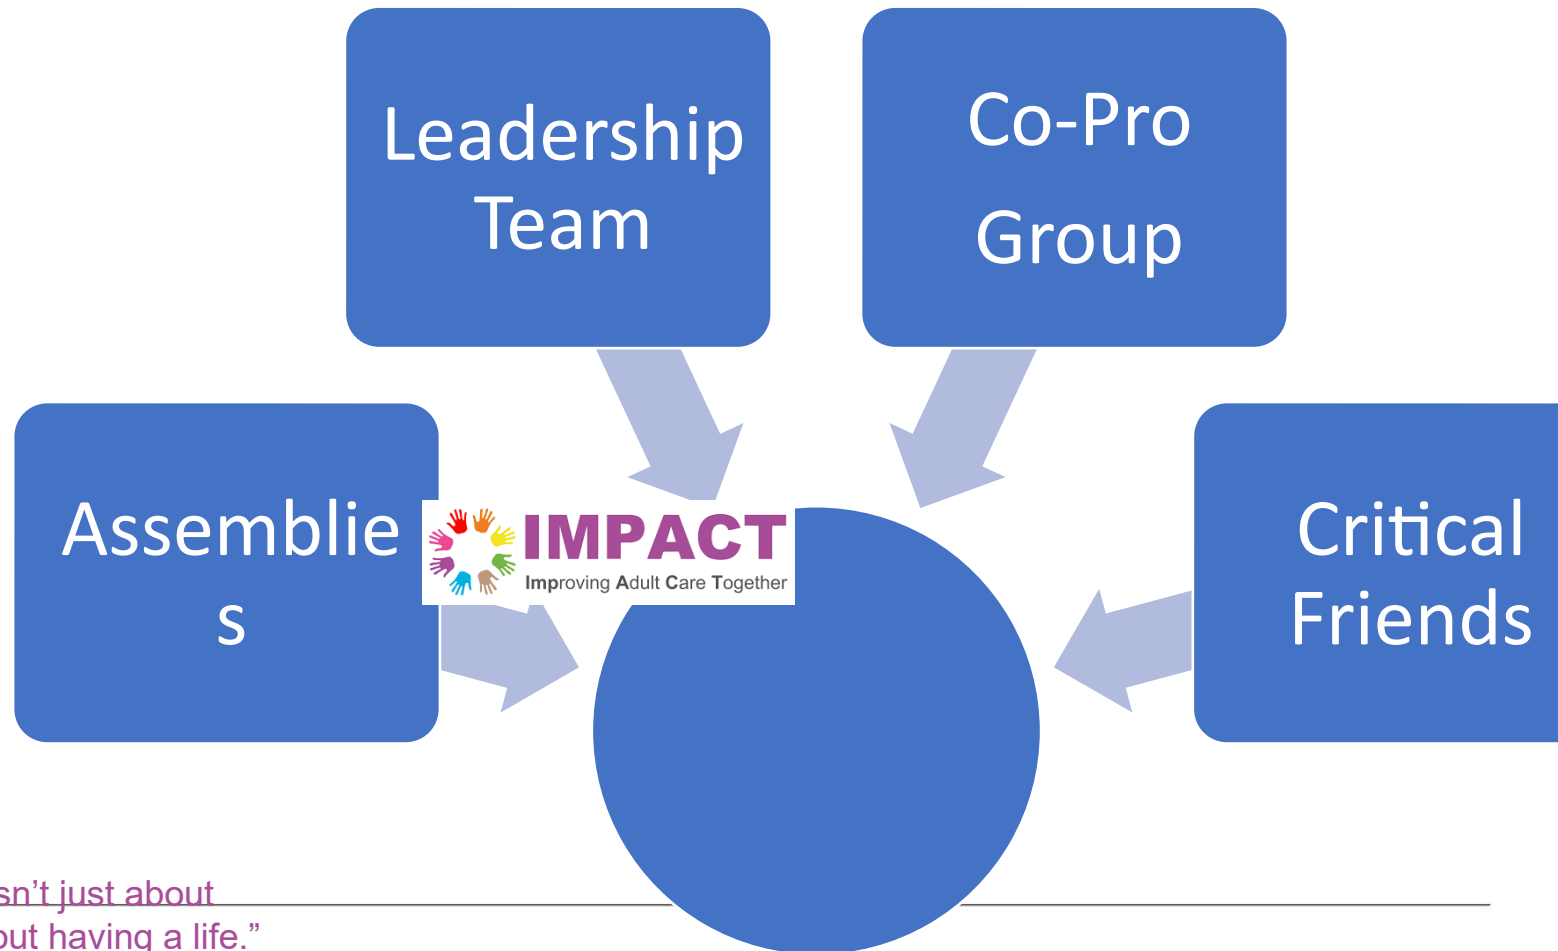 Leadership
Team
Co-Pro
Group
Assemblie
s
IMPACT
Improving Adult Care Together
Critical
Friends
sn’t just about
out having a life.”